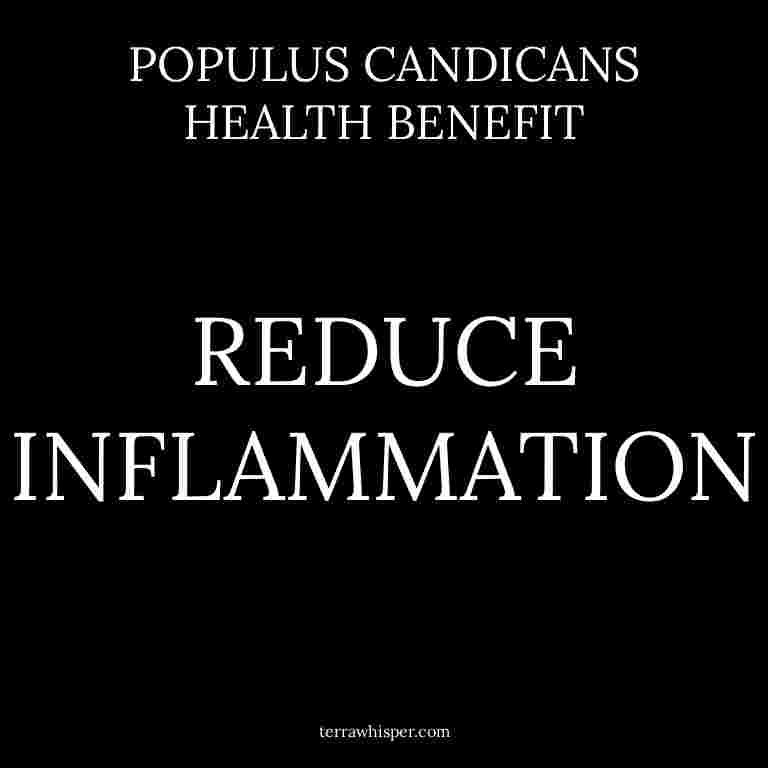 POPULUS CANDICANS
HEALTH BENEFIT
REDUCE
INFLAMMATION
terrawhisper.com